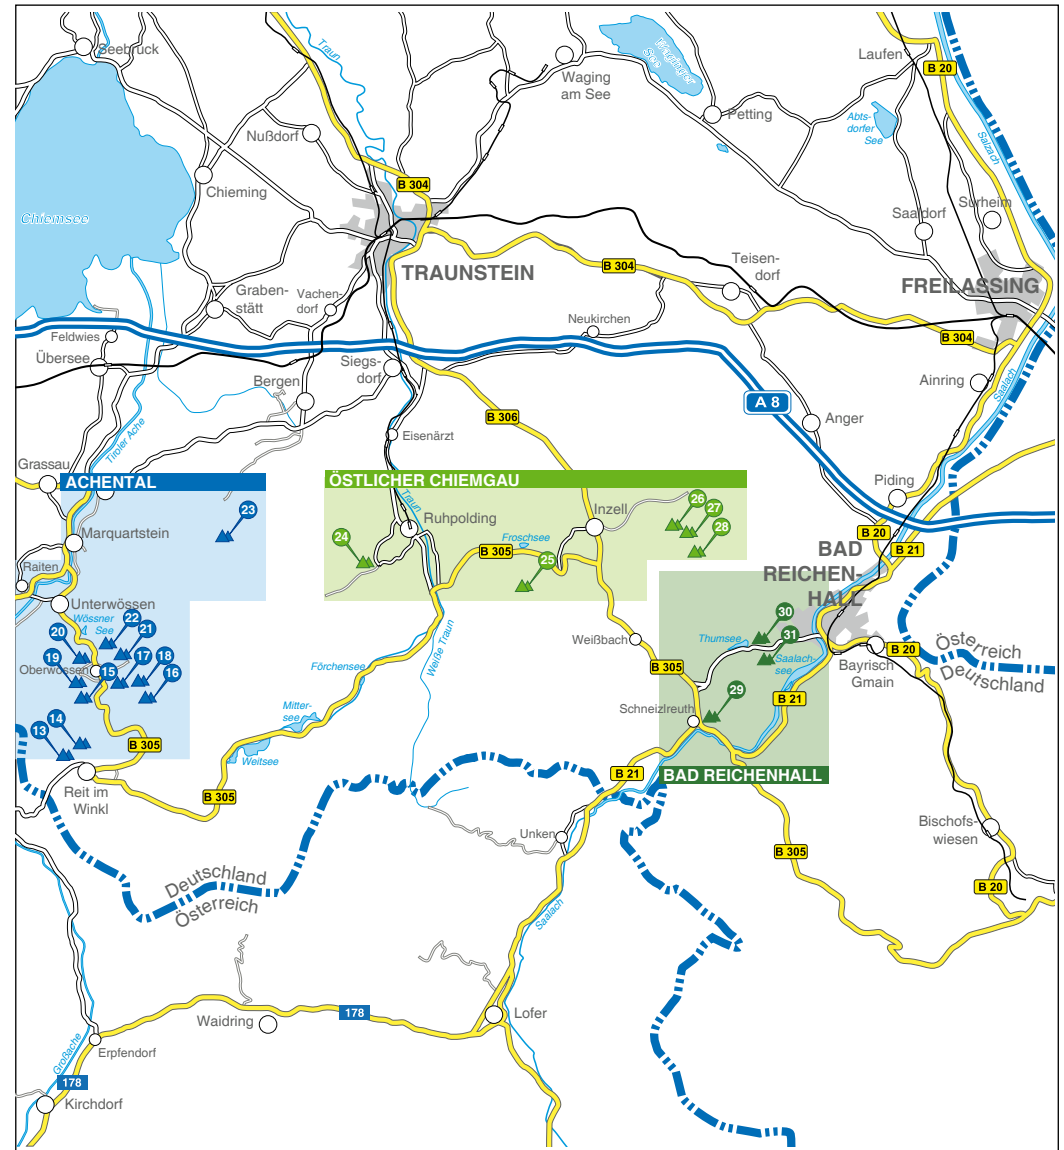 Seebruck
Traun
Waging
am See
Waginger
See
Laufen
B 20
Petting
Abts-
dorfer
See
Nußdorf
Salzach
Chieming
B 304
Chiemsee
Surheim
Saaldorf
TRAUNSTEIN
B 304
Teisen-
dorf
FREILASSING
Graben-
stätt
Vachen-
dorf
Neukirchen
Feldwies
B 304
Übersee
Siegs-
dorf
Bergen
Ainring
Saalach
A 8
B 306
Anger
Eisenärzt
Tiroler Ache
Grassau
ACHENTAL
ÖSTLICHER CHIEMGAU
Piding
Traun
23
26
27
28
Marquartstein
24
Ruhpolding
Inzell
Froschsee
B 305
25
B 20
B 21
BAD
REICHEN-
HALL
Raiten
Unterwössen
Wössner
See
22
21
20
19
Oberwössen
15
17
18
16
Weiße Traun
Förchensee
Weißbach
Thumsee
30
31
Saalach-
see
B 305
Bayrisch
Gmain
B 20
Österreich
Deutschland
29
B 21
Schneizlreuth
Mitter-
see
14
13
B 305
Weitsee
B 21
BAD REICHENHALL
Reit im
Winkl
B 305
Unken
Bischofs-
wiesen
B 305
B 20
Deutschland
Österreich
Saalach
178
Waidring
Lofer
Großache
Erpfendorf
178
Kirchdorf